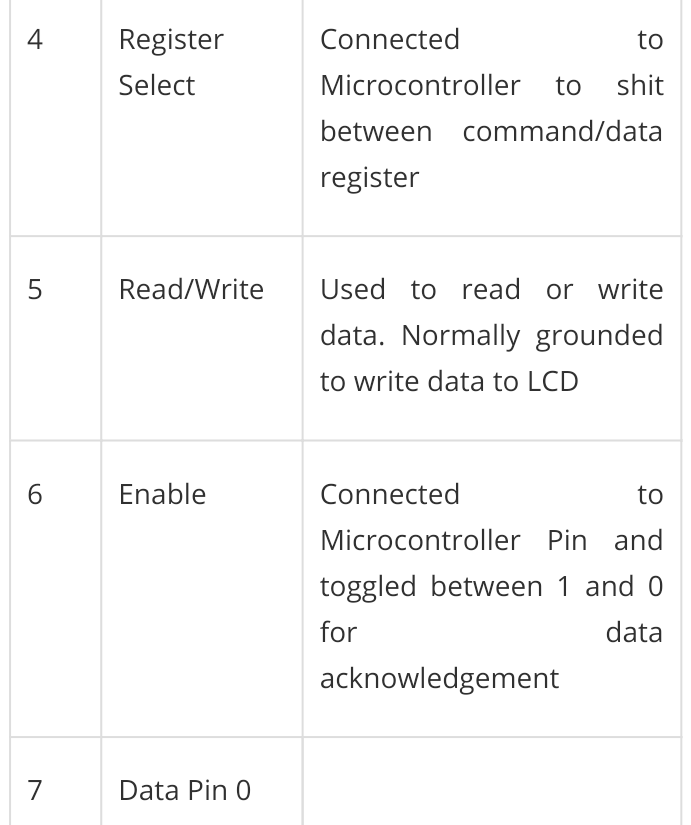 4 Register Connected to
Select Microcontroller to shit
between command/data
register
5 Read/Write Used to read or write
data. Normally grounded
to write data to LCD
6 Enable Connected to
Microcontroller Pin and
toggled between 1 and 0
for data
acknowledgement
7 Data Pin 0